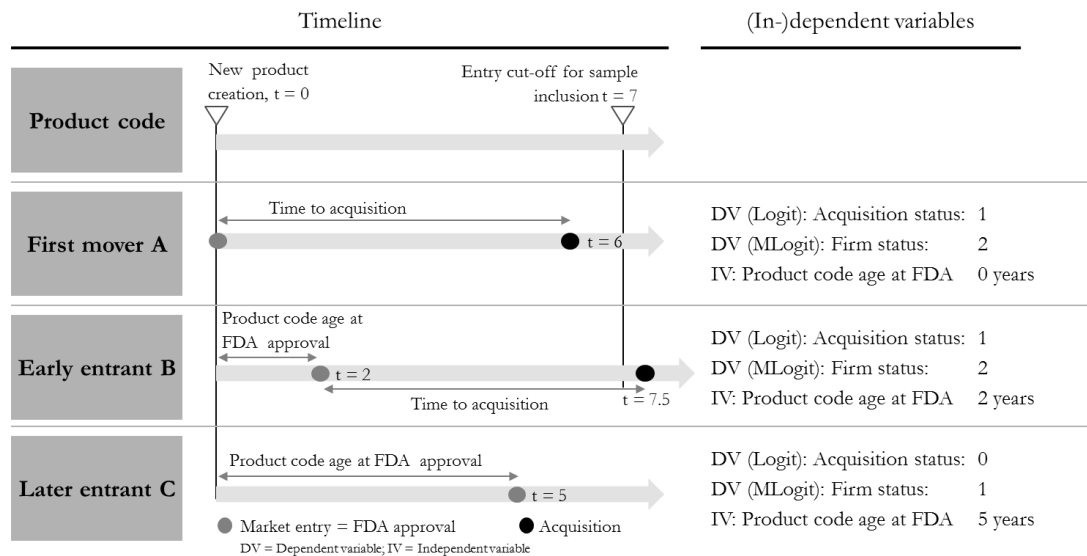 Timeline
(In-)dependent variables
Product code
New product
creation, t = 0
Entry cut-off for sample
inclusion t = 7
First mover A
Time to acquisition
t = 6
DV (Logit): Acquisition status: 1
DV (MLogit): Firm status: 2
IV: Product code age at FDA 0 years
Early entrant B
Product code age at
FDA approval
t = 2
Time to acquisition
t = 7.5
DV (Logit): Acquisition status: 1
DV (MLogit): Firm status: 2
IV: Product code age at FDA 2 years
Later entrant C
Product code age at FDA approval
t = 5
DV (Logit): Acquisition status: 0
DV (MLogit): Firm status: 1
IV: Product code age at FDA 5 years
Market entry = FDA approval
Acquisition
DV = Dependent variable; IV = Independent variable